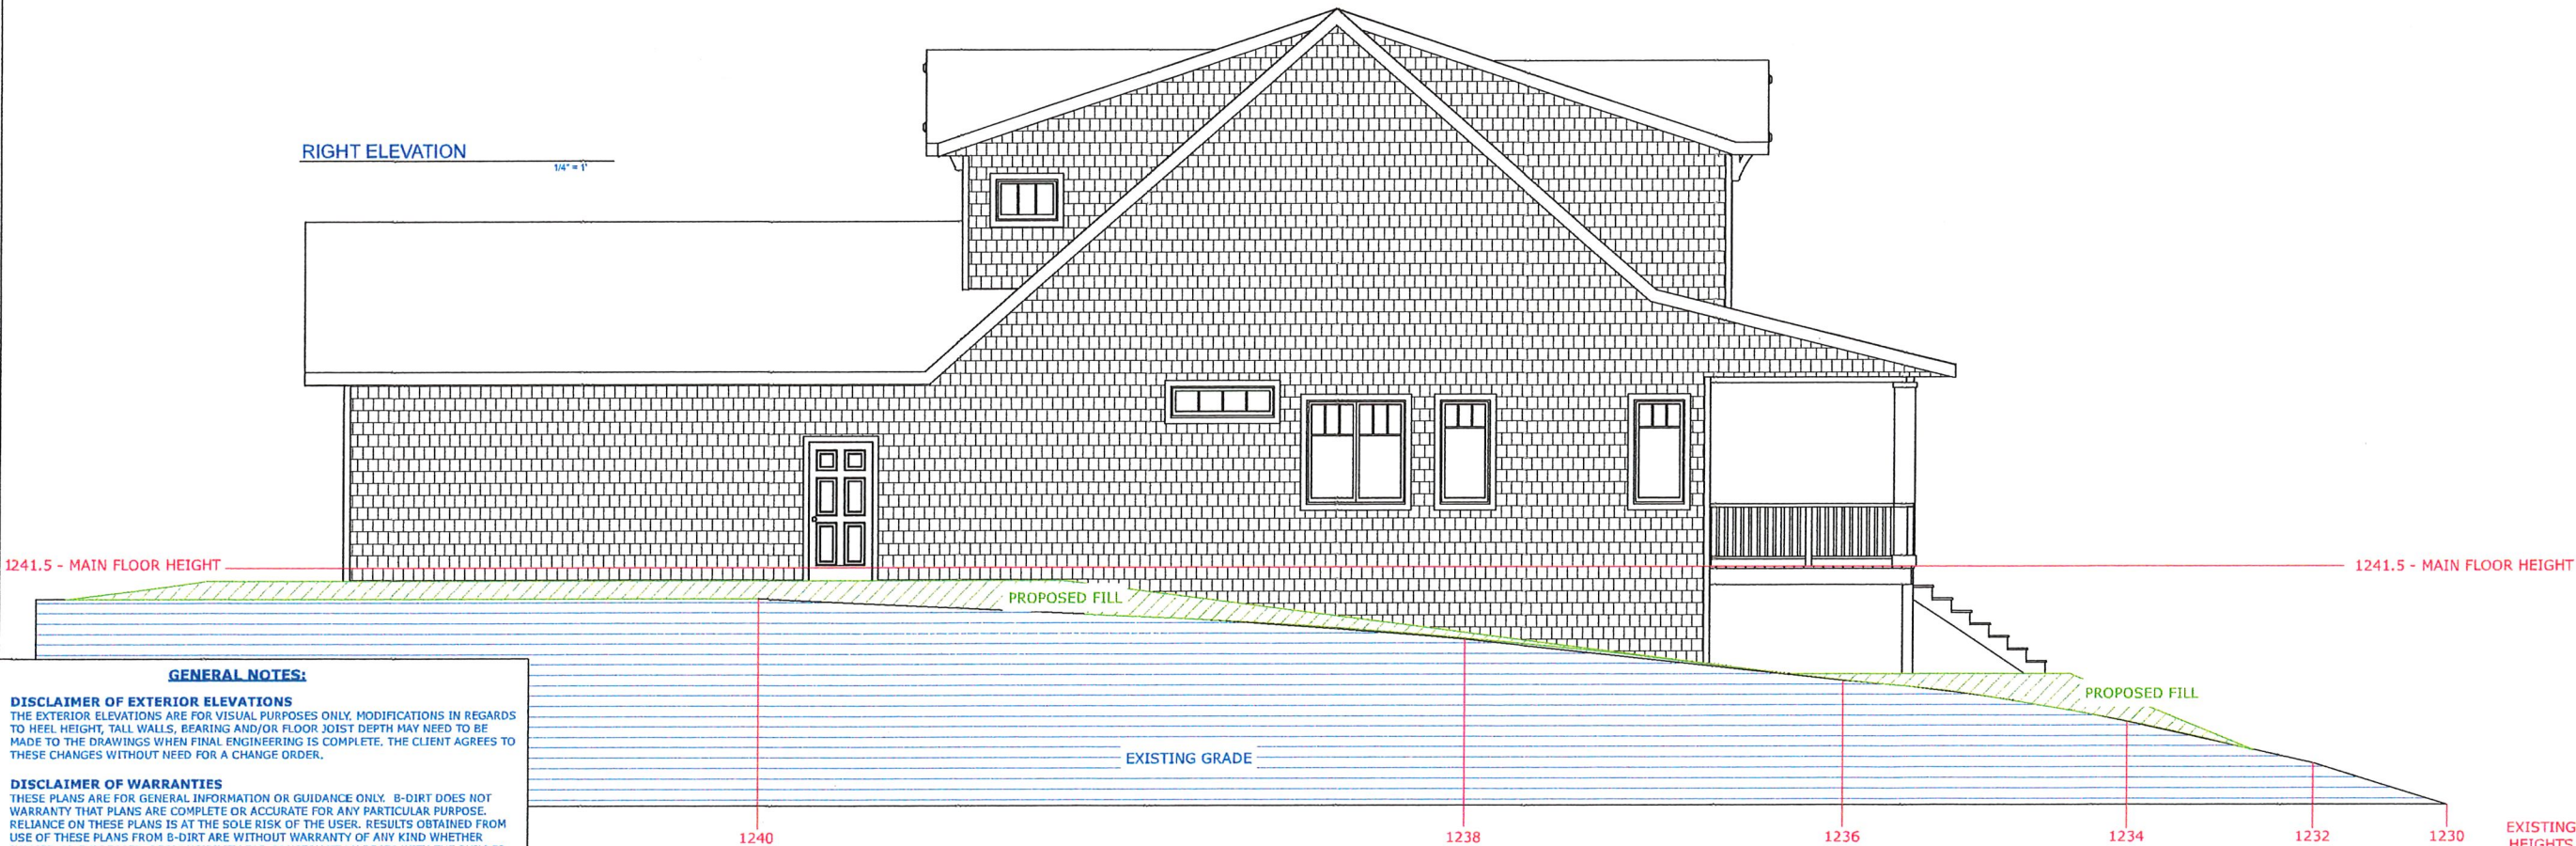 RIGHT ELEVATION
1/4" = 1'
1241.5 - MAIN FLOOR HEIGHT
1241.5 - MAIN FLOOR HEIGHT
PROPOSED FILL
PROPOSED FILL
EXISTING GRADE
GENERAL NOTES:
DISCLAIMER OF EXTERIOR ELEVATIONS
THE EXTERIOR ELEVATIONS ARE FOR VISUAL PURPOSES ONLY. MODIFICATIONS IN REGARDS
TO HEEL HEIGHT, TALL WALLS, BEARING AND/OR FLOOR JOIST DEPTH MAY NEED TO BE
MADE TO THE DRAWINGS WHEN FINAL ENGINEERING IS COMPLETE. THE CLIENT AGREES TO
THESE CHANGES WITHOUT NEED FOR A CHANGE ORDER.
DISCLAIMER OF WARRANTIES
THESE PLANS ARE FOR GENERAL INFORMATION OR GUIDANCE ONLY. B-DIRT DOES NOT
WARRANTY THAT PLANS ARE COMPLETE OR ACCURATE FOR ANY PARTICULAR PURPOSE.
RELIANCE ON THESE PLANS IS AT THE SOLE RISK OF THE USER. RESULTS OBTAINED FROM
USE OF THESE PLANS FROM B-DIRT ARE WITHOUT WARRANTY OF ANY KIND WHETHER
1240
1238
1236
1234
1232
1230
EXISTING
HEIGHTS